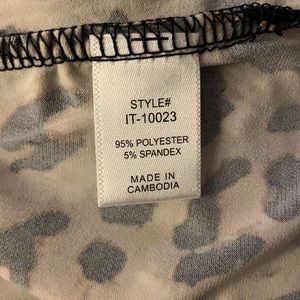 STYLE#
IT-10023
95% POLYESTER
5% SPANDEX
MADE IN
CAMBODIA